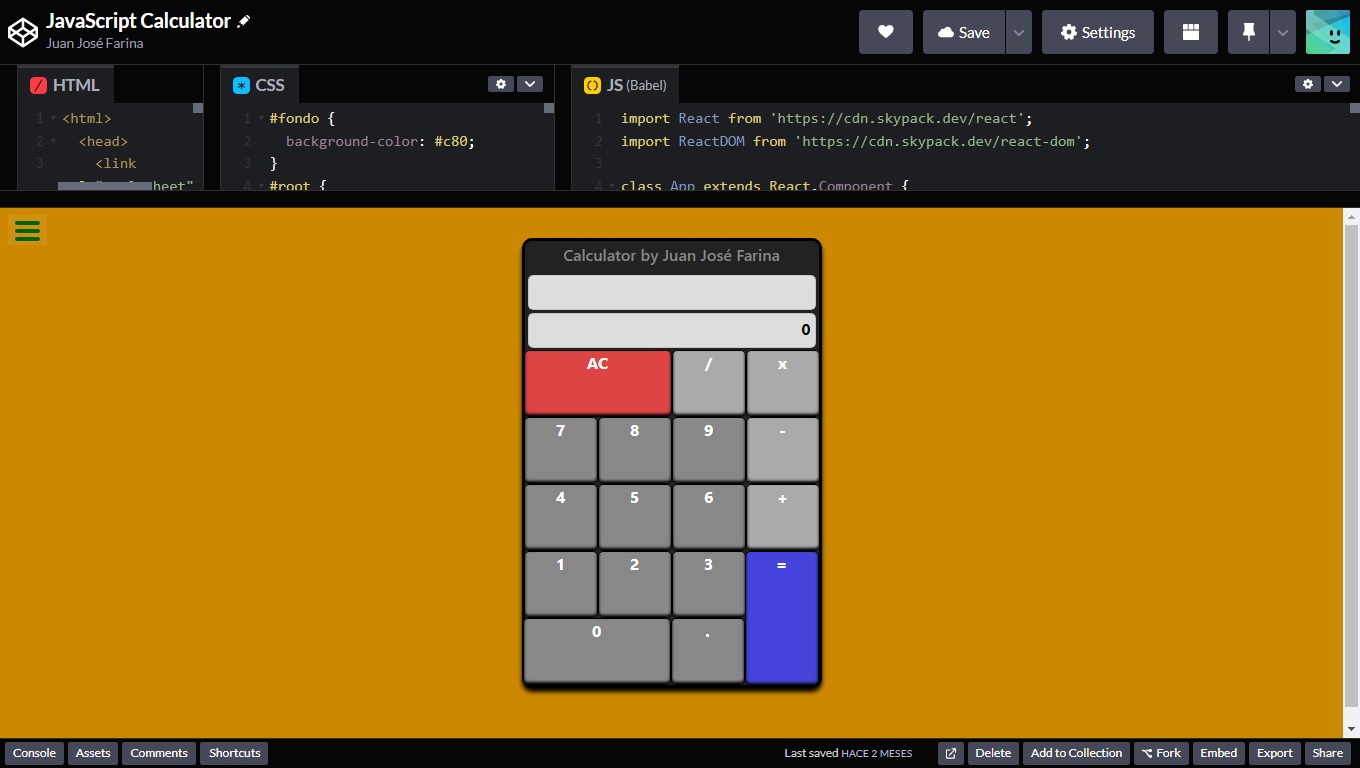 JavaScript Calculator
Juan José Farina
Save
Settings
HTML
1 <html>
2 <head>
3 <link
heet"
CSS
1 #fondo {
2 background-color: #c80;
3 }
4 #root {
JS (Babel)
1 import React from 'https://cdn.skypack.dev/react';
2 import ReactDOM from 'https://cdn.skypack.dev/react-dom';
3
4 class App extends React.Component {
Calculator by Juan José Farina
0
AC / x
7 8 9 -
4 5 6 +
1 2 3 =
0 .
Console Assets Comments Shortcuts Last saved HACE 2 MESES Delete Add to Collection Fork Embed Export Share